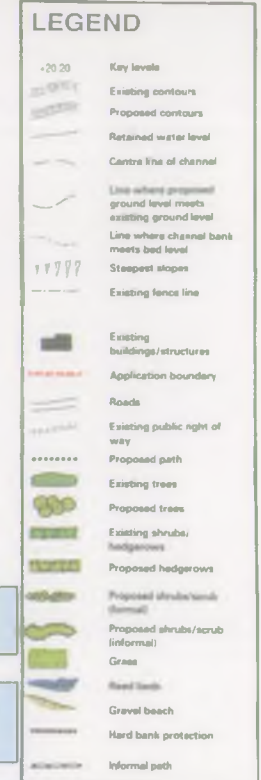 LEGEND
+20.20 Key levels
Existing contours
Proposed contours
Retained water level
Centre line of channel
Line where proposed
ground level meets
existing ground level
Line where channel bank
meets bed level
Steepest slopes
Existing fence line
Existing
buildings/structures
Application boundary
Roads
Existing public right of
way
Proposed path
Existing trees
Proposed trees
Existing shrubs/
hedgerows
Proposed hedgerows
Proposed shrubs/scrub
(formal)
Proposed shrubs/scrub
(informal)
Grass
Reed beds
Gravel beach
Hard bank protection
Informal path